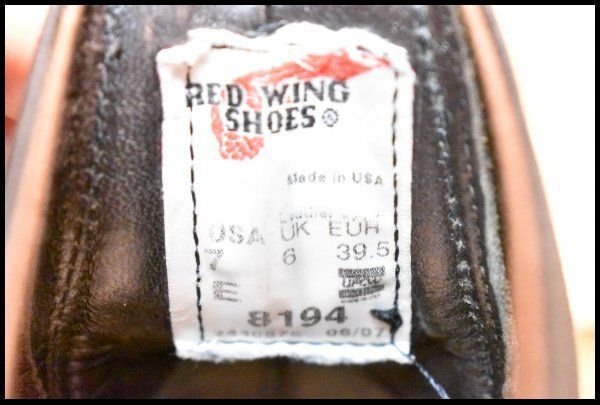 RED WING
SHOES®
Made in USA
USA UK EUR
7 6 39.5
E
8194
06/07